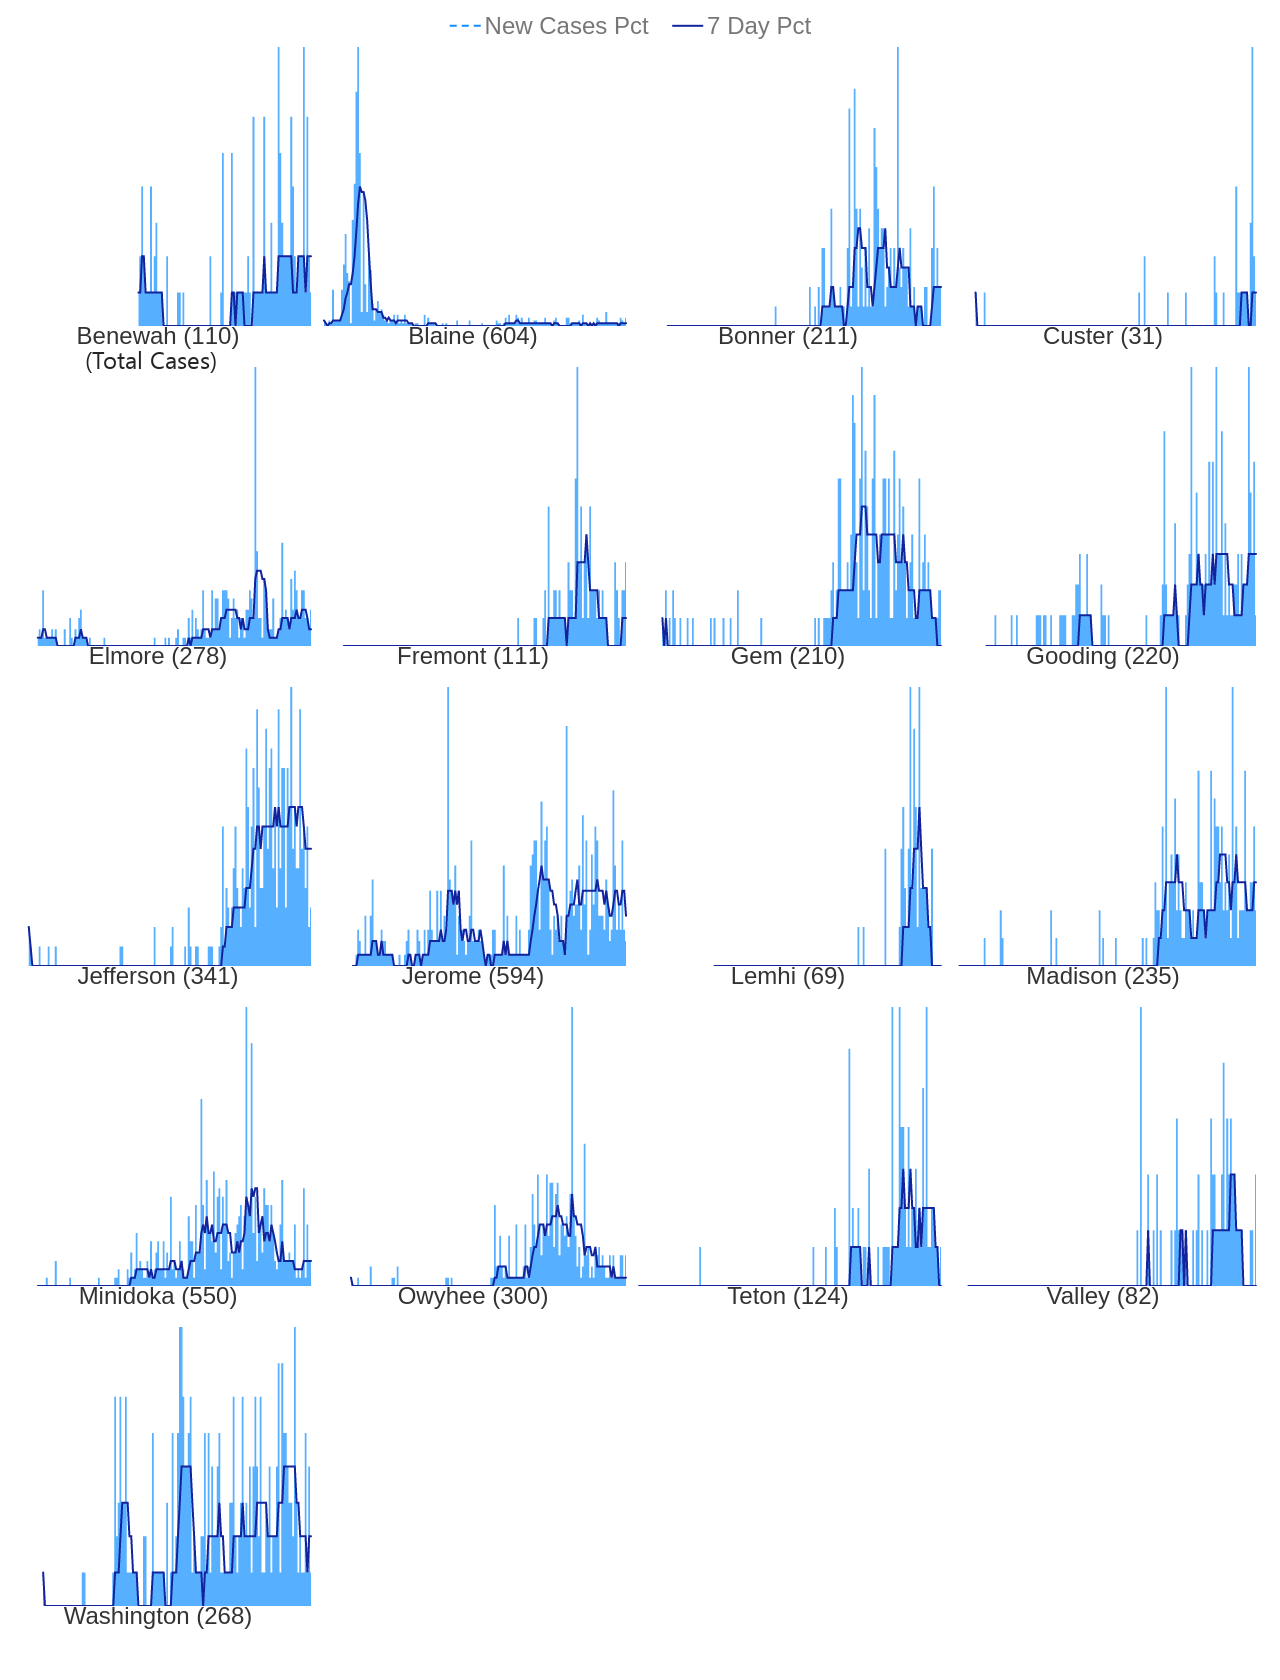 New Cases Pct 7 Day Pct
Benewah (110) Blaine (604) Bonner (211) Custer (31)
(Total Cases)
Elmore (278) Fremont (111) Gem (210) Gooding (220)
Jefferson (341) Jerome (594) Lemhi (69) Madison (235)
Minidoka (550) Owyhee (300) Teton (124) Valley (82)
Washington (268)